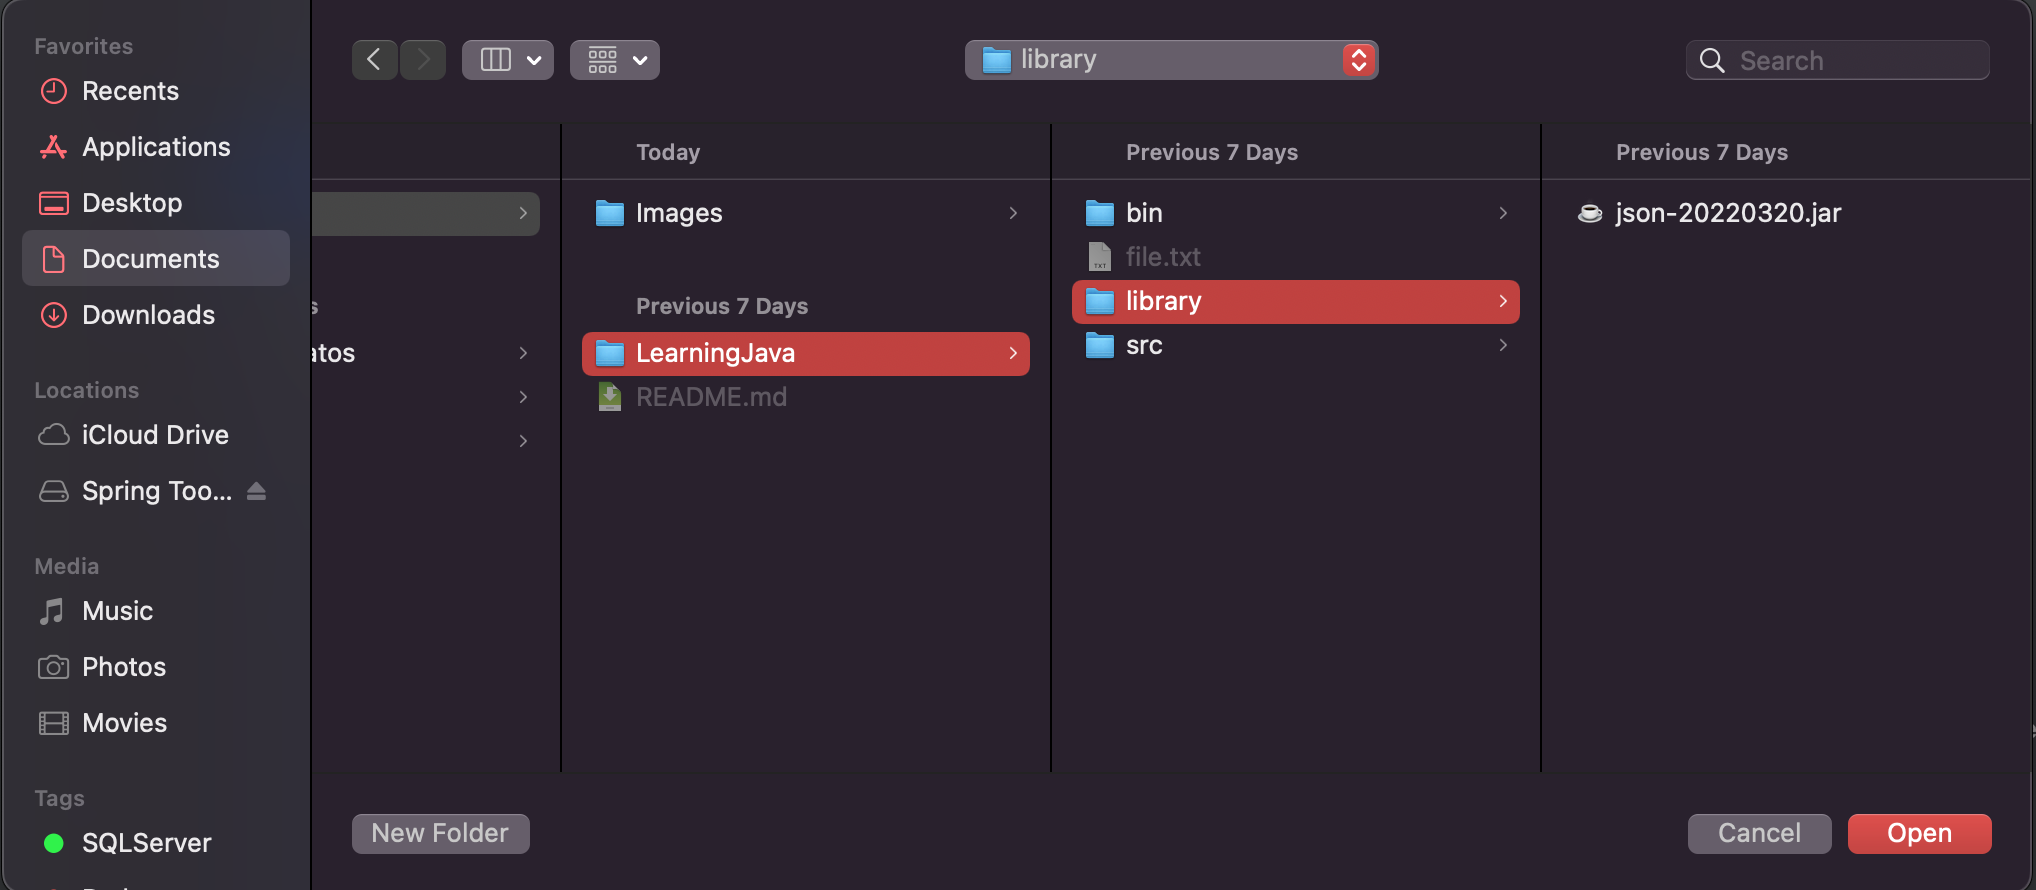 Favorites
Recents
Applications
Desktop
Documents
Downloads
Locations
iCloud Drive
Spring Too...
Media
Music
Photos
Movies
Tags
SQLServer
library
Search
atos
Today
Images
Previous 7 Days
LearningJava
README.md
Previous 7 Days
bin
file.txt
TXT
library
src
Previous 7 Days
json-20220320.jar
New Folder
Cancel
Open